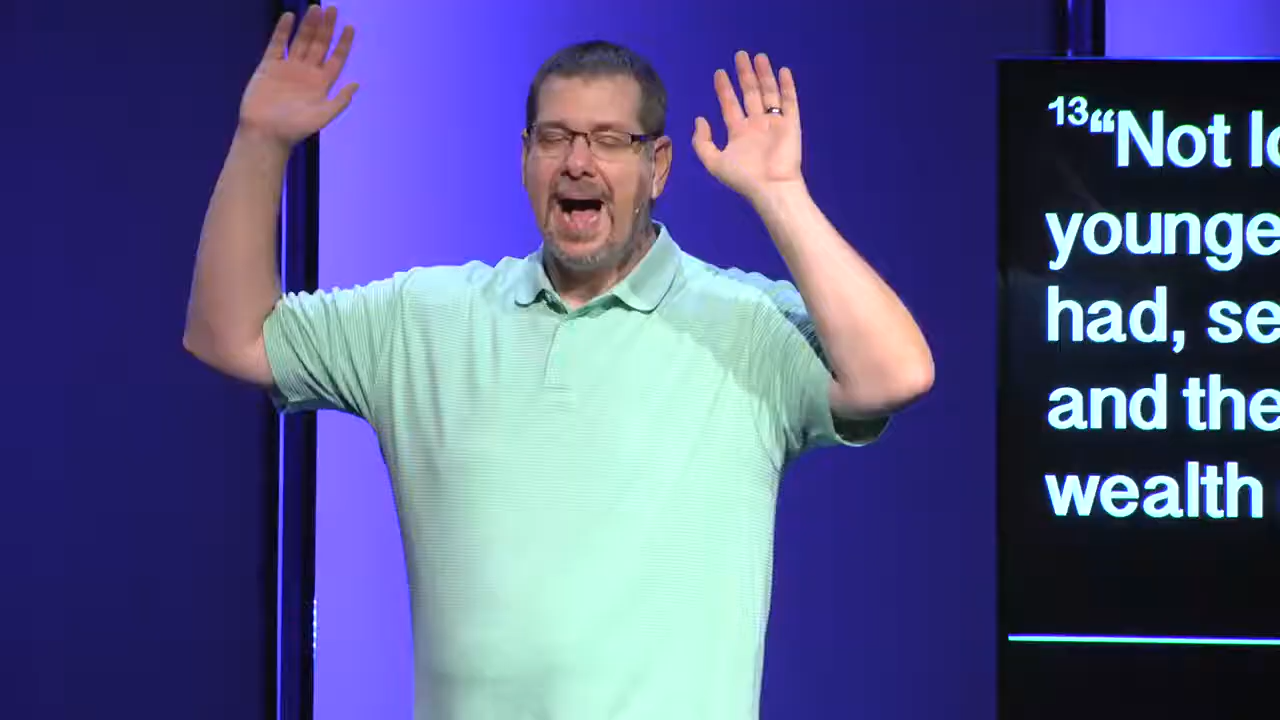 13“Not lo
younge
had, se
and the
wealth